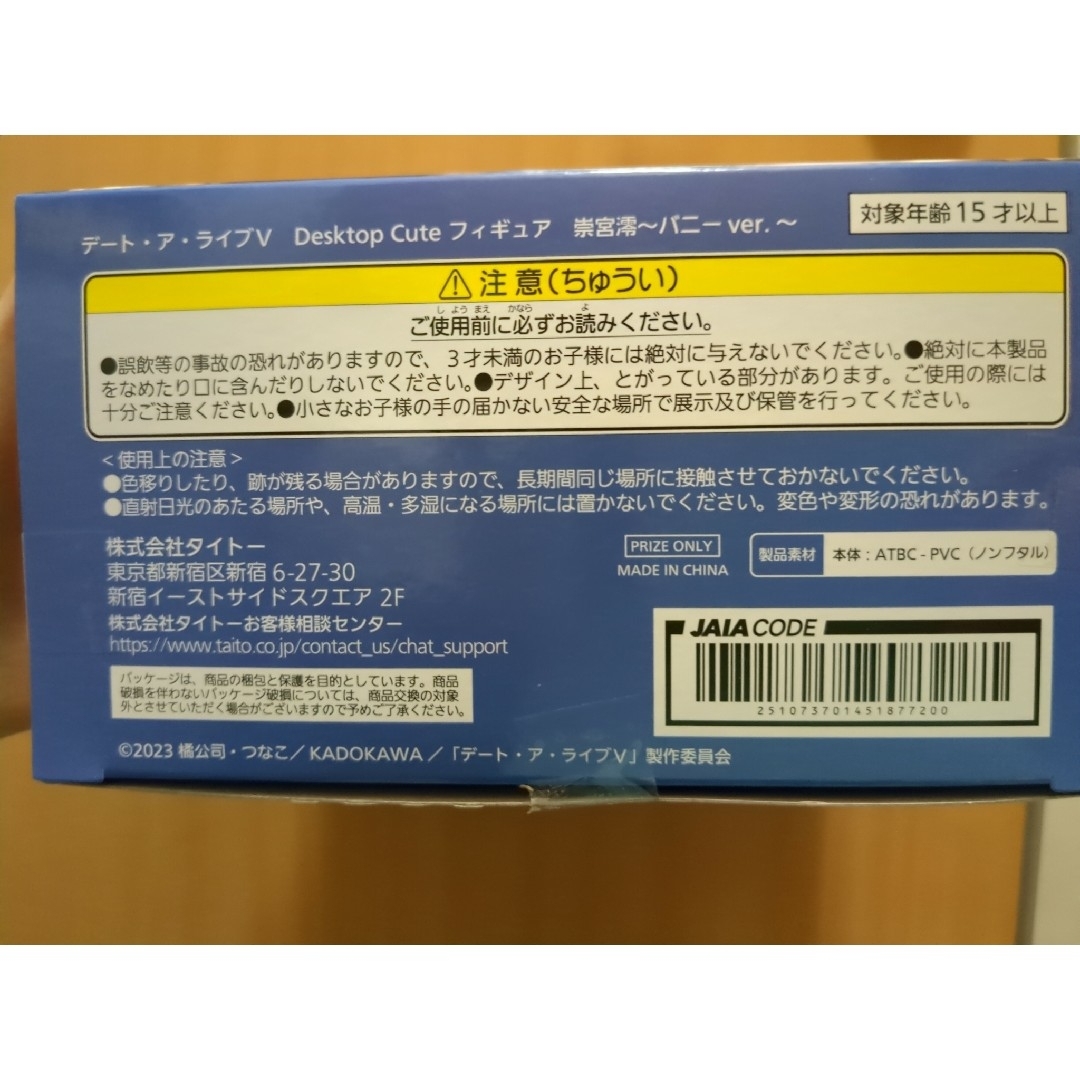 デート・ア・ライブⅤ Desktop Cute フィギュア 崇宮澪～バニー ver.～
対象年齢 15 才以上
⚠ 注意(ちゅうい)
ご使用前に必ずお読みください。
●誤飲等の事故の恐れがありますので、3才未満のお子様には絶対に与えないでください。●絶対に本製品
をなめたり口に含んだりしないでください。●デザイン上、とがっている部分があります。ご使用の際には
十分ご注意ください。●小さなお子様の手の届かない安全な場所で展示及び保管を行ってください。
<使用上の注意>
●色移りしたり、跡が残る場合がありますので、長期間同じ場所に接触させておかないでください。
●直射日光のあたる場所や、高温・多湿になる場所には置かないでください。変色や変形の恐れがあります。
株式会社タイトー
東京都新宿区新宿 6-27-30
新宿イーストサイドスクエア 2F
株式会社タイトーお客様相談センター
https://www.taito.co.jp/contact_us/chat_support
PRIZE ONLY
MADE IN CHINA
製品素材 本体：ATBC-PVC（ノンフタル）
JAIA CODE
251073701451877200
パッケージは、商品の梱包と保護を目的としています。商品
破損を伴わないパッケージ破損については、商品交換の対象
外とさせていただく場合がございますので予めご了承ください。
©2023 橘公司・つなこ／KADOKAWA／「デート・ア・ライブⅤ」製作委員会